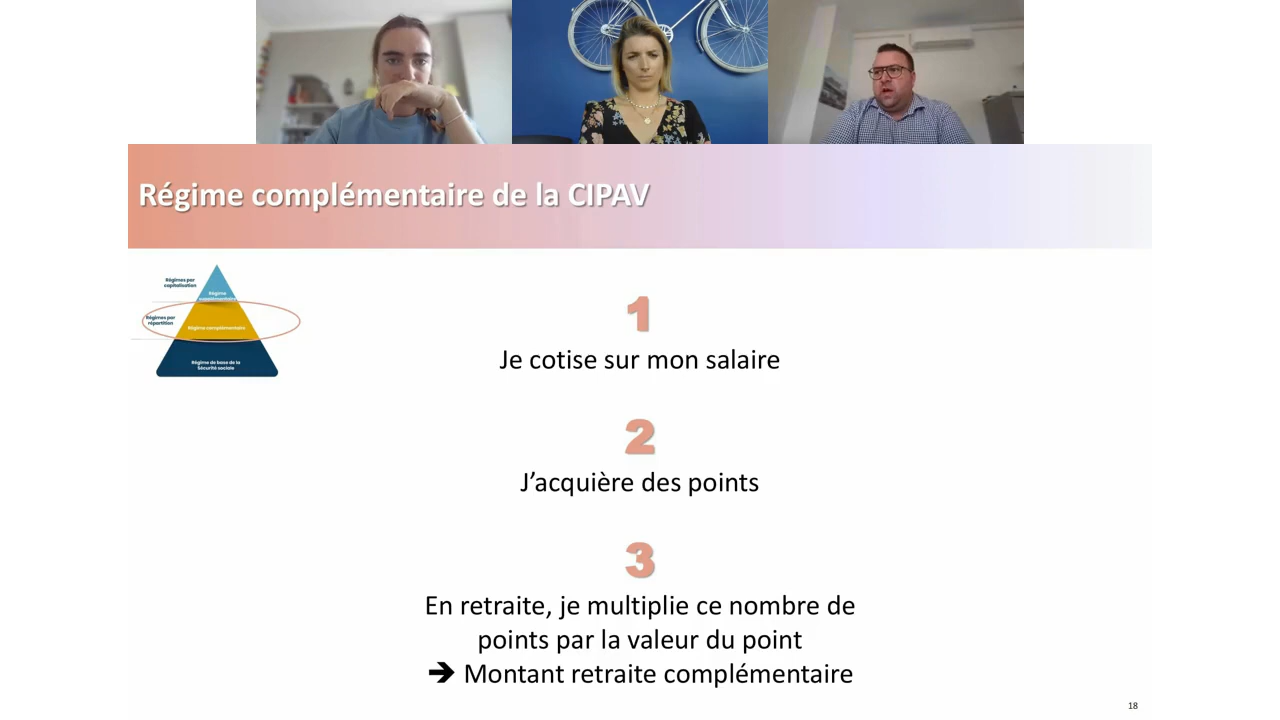 Régime complémentaire de la CIPAV
Régimes par
capitalisation
Régime
supplémentaire
Régimes par
répartition
Régime complémentaire
Régime de base de la
Sécurité sociale
1
Je cotise sur mon salaire
2
J’acquière des points
3
En retraite, je multiplie ce nombre de
points par la valeur du point
➔ Montant retraite complémentaire
18